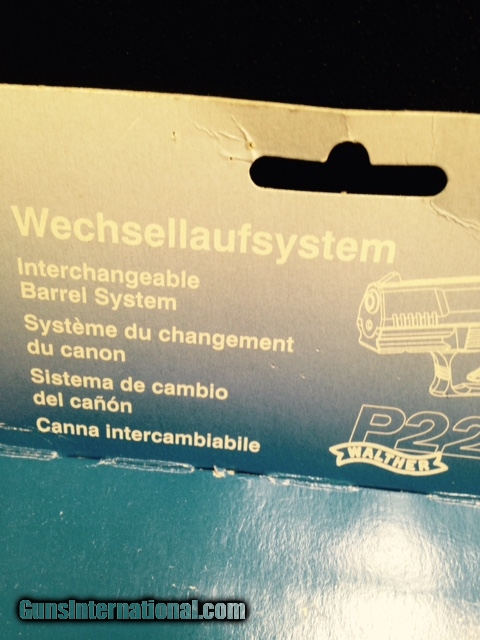 Wechsellaufsystem
Interchangeable
Barrel System
Système du changement
du canon
Sistema de cambio
del cañón
Canna intercambiabile
P22
WALTHER
GunsInternational.com